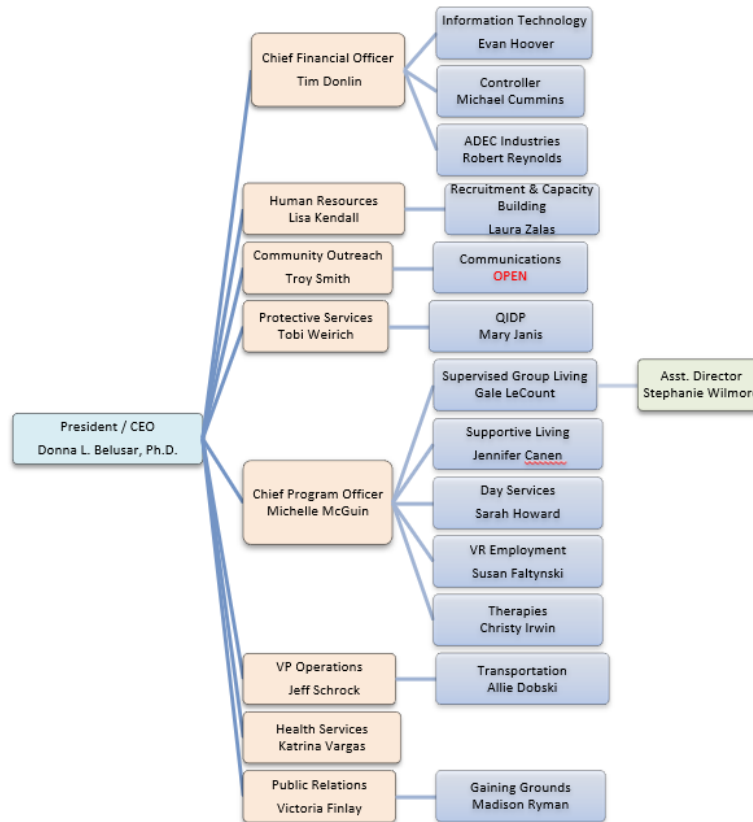 Information Technology
Evan Hoover
Chief Financial Officer
Tim Donlin
Controller
Michael Cummins
ADEC Industries
Robert Reynolds
Human Resources
Lisa Kendall
Recruitment & Capacity
Building
Laura Zalas
Community Outreach
Troy Smith
Communications
OPEN
Protective Services
Tobi Weirich
QIDP
Mary Janis
Supervised Group Living
Gale LeCount
Asst. Director
Stephanie Wilmore
President / CEO
Donna L. Belusar, Ph.D.
Supportive Living
Jennifer Canen
Chief Program Officer
Michelle McGuin
Day Services
Sarah Howard
VR Employment
Susan Faltynski
Therapies
Christy Irwin
VP Operations
Jeff Schrock
Transportation
Allie Dobski
Health Services
Katrina Vargas
Public Relations
Victoria Finlay
Gaining Grounds
Madison Ryman